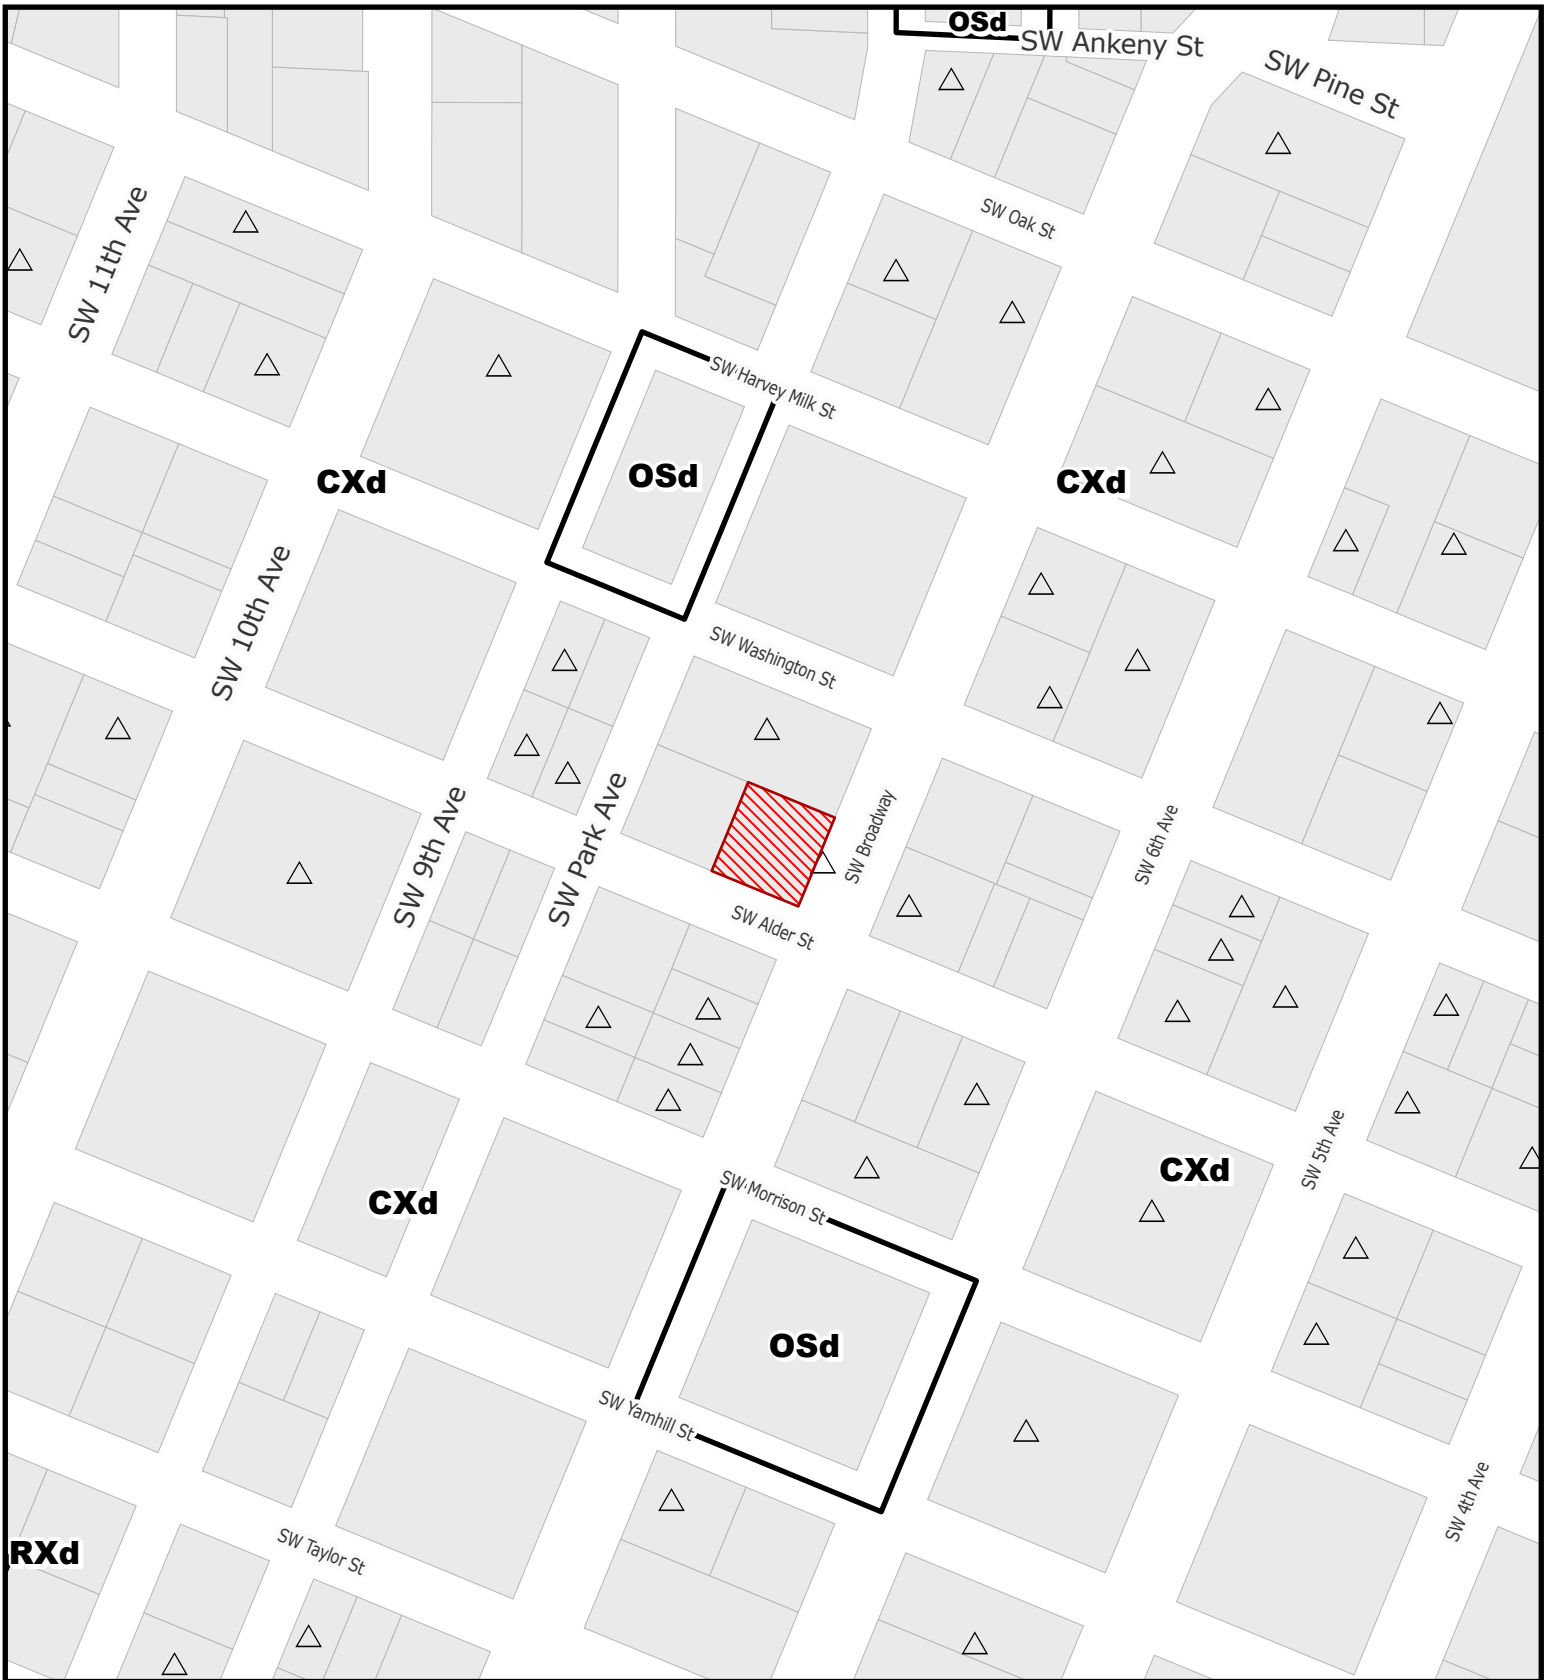 OSd
SW Ankeny St
SW Pine St
SW Oak St
SW 11th Ave
SW Harvey Milk St
OSd
CXd
CXd
SW 10th Ave
SW Washington St
SW 9th Ave
SW Park Ave
SW Broadway
SW 6th Ave
SW Alder St
SW 5th Ave
CXd
SW Morrison St
CXd
OSd
SW Yamhill St
SW 4th Ave
SW Taylor St
RXd